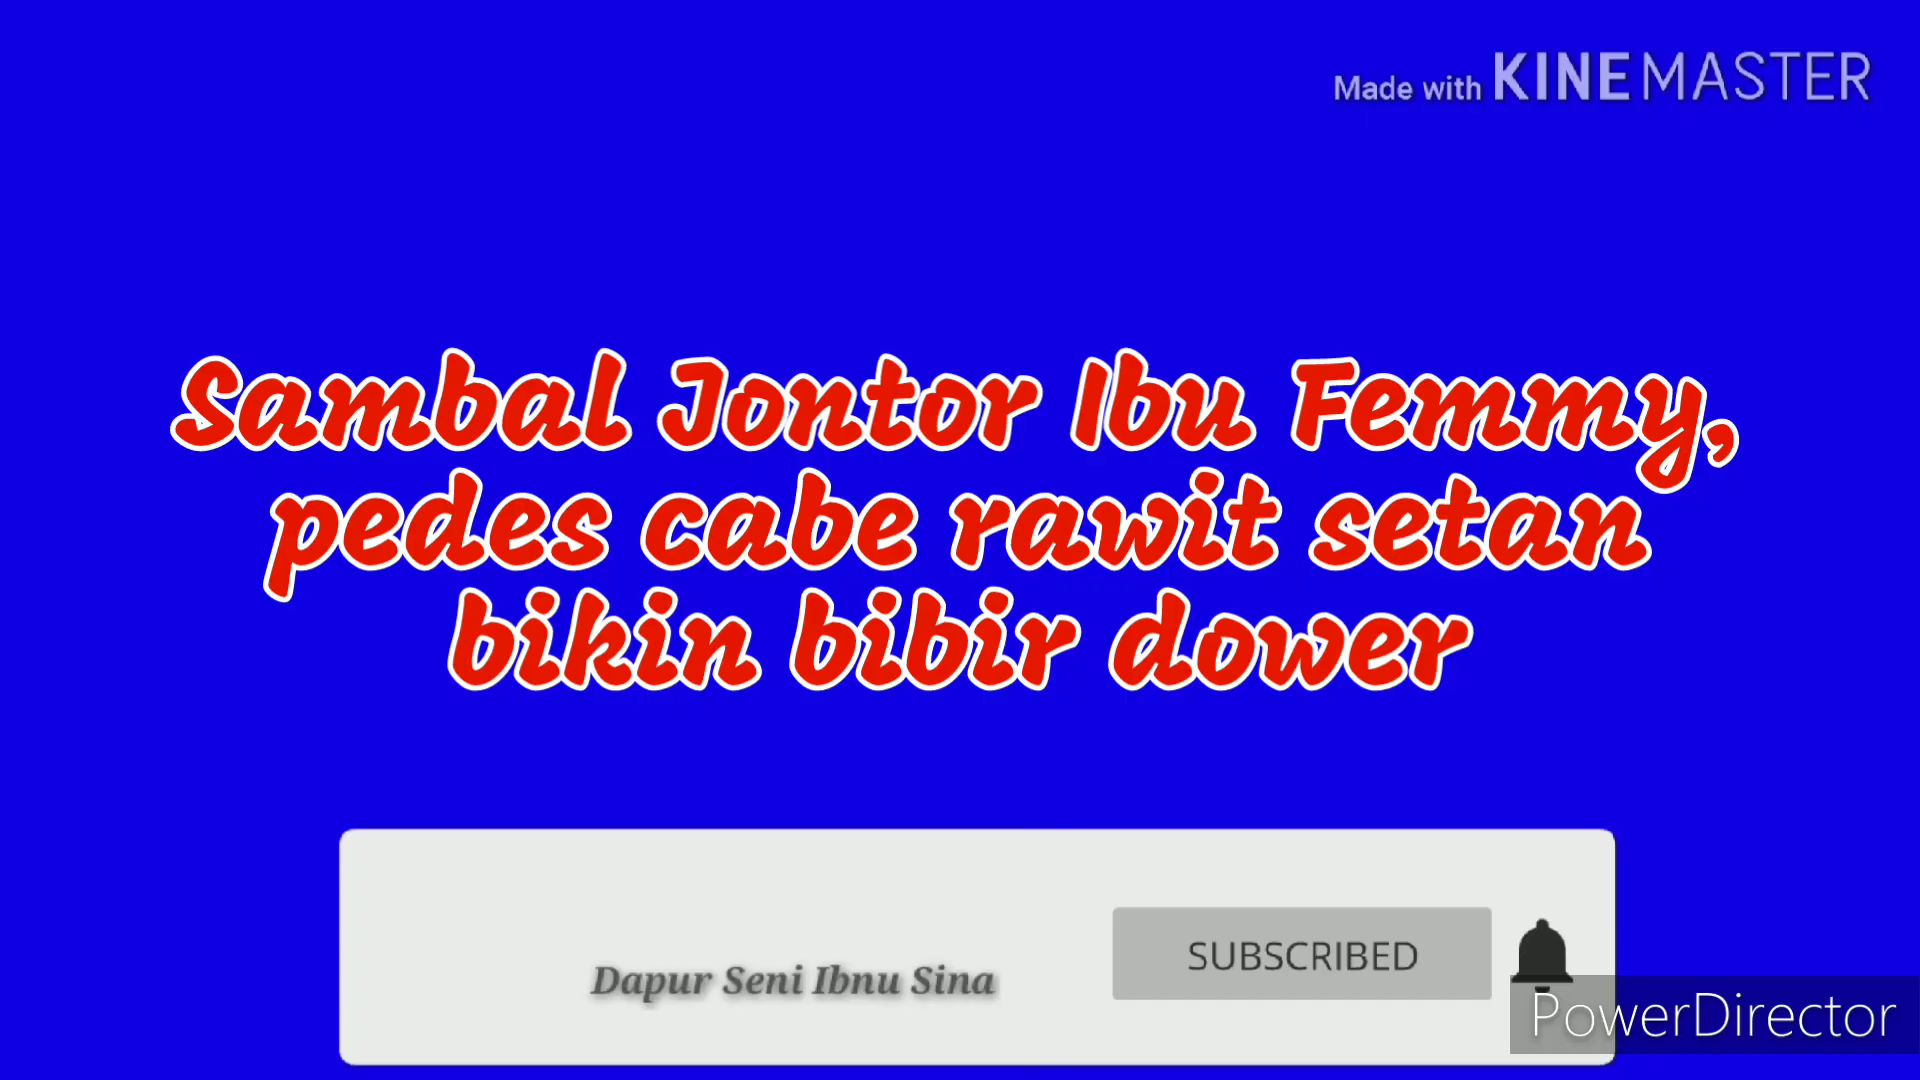 Made with KINEMASTER
Sambal Jontor Ibu Femmy,
pedes cabe rawit setan
bikin bibir dower
Dapur Seni Ibnu Sina
SUBSCRIBED
PowerDirector